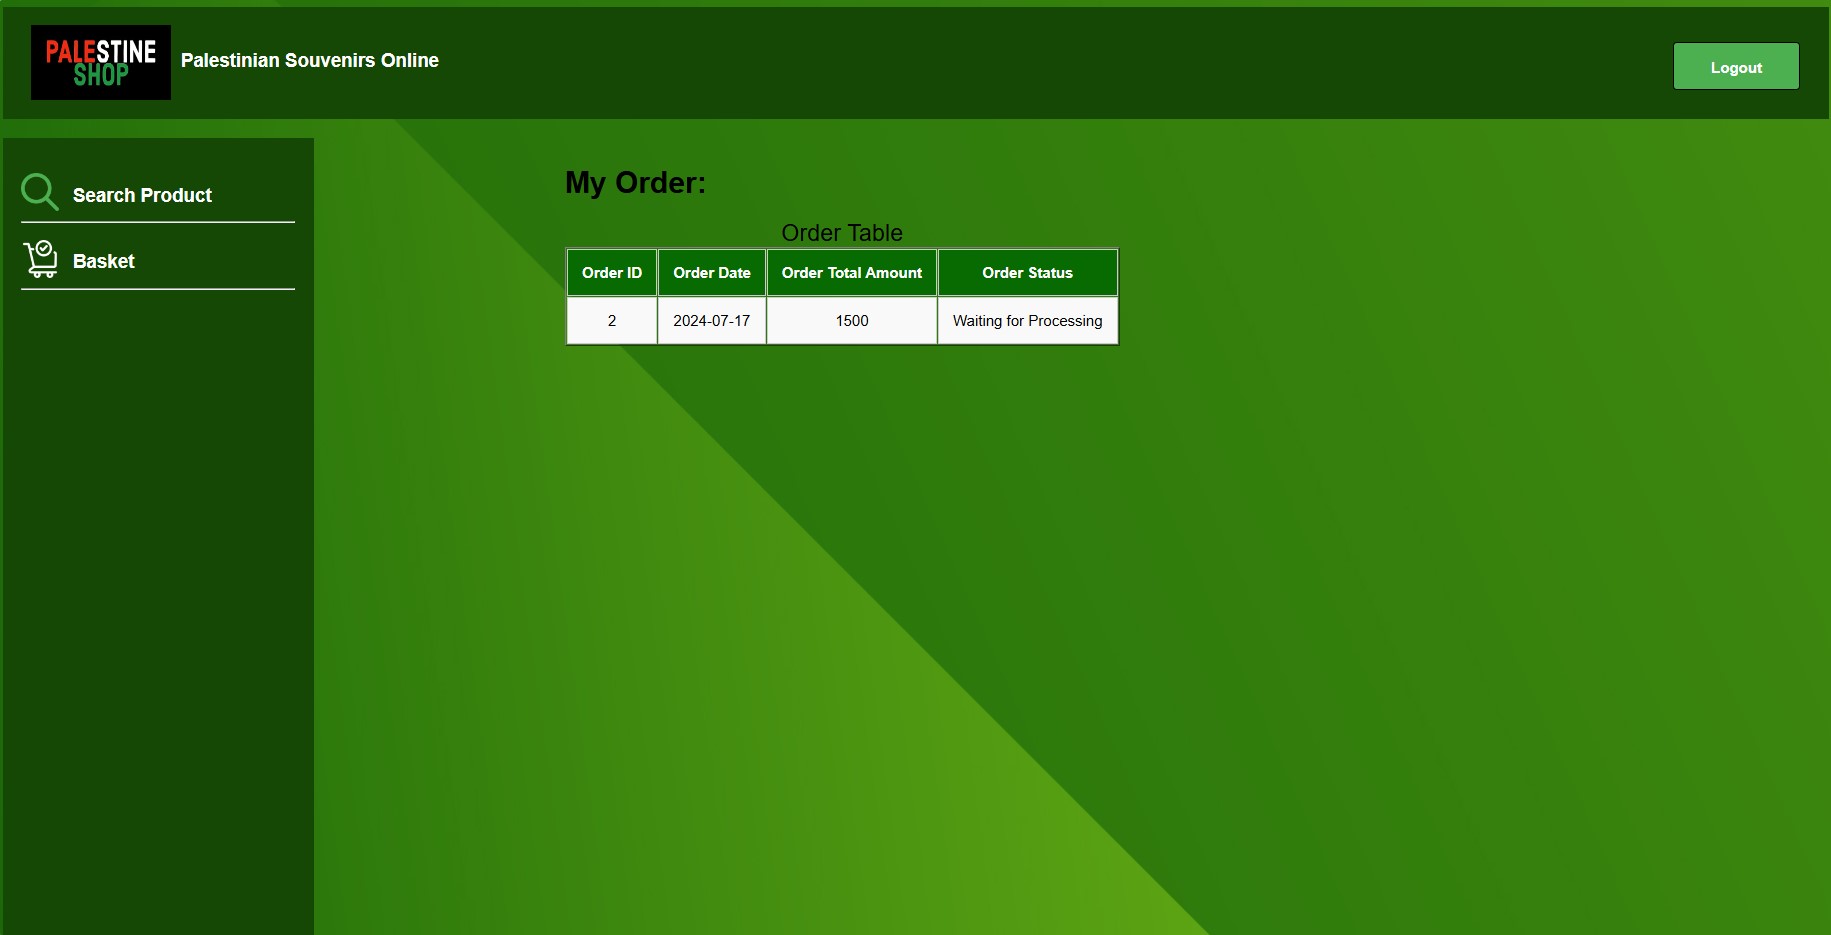 PALESTINE
SHOP
Palestinian Souvenirs Online
Logout
Search Product
Basket
My Order:
Order Table
Order ID Order Date Order Total Amount Order Status
2 2024-07-17 1500 Waiting for Processing